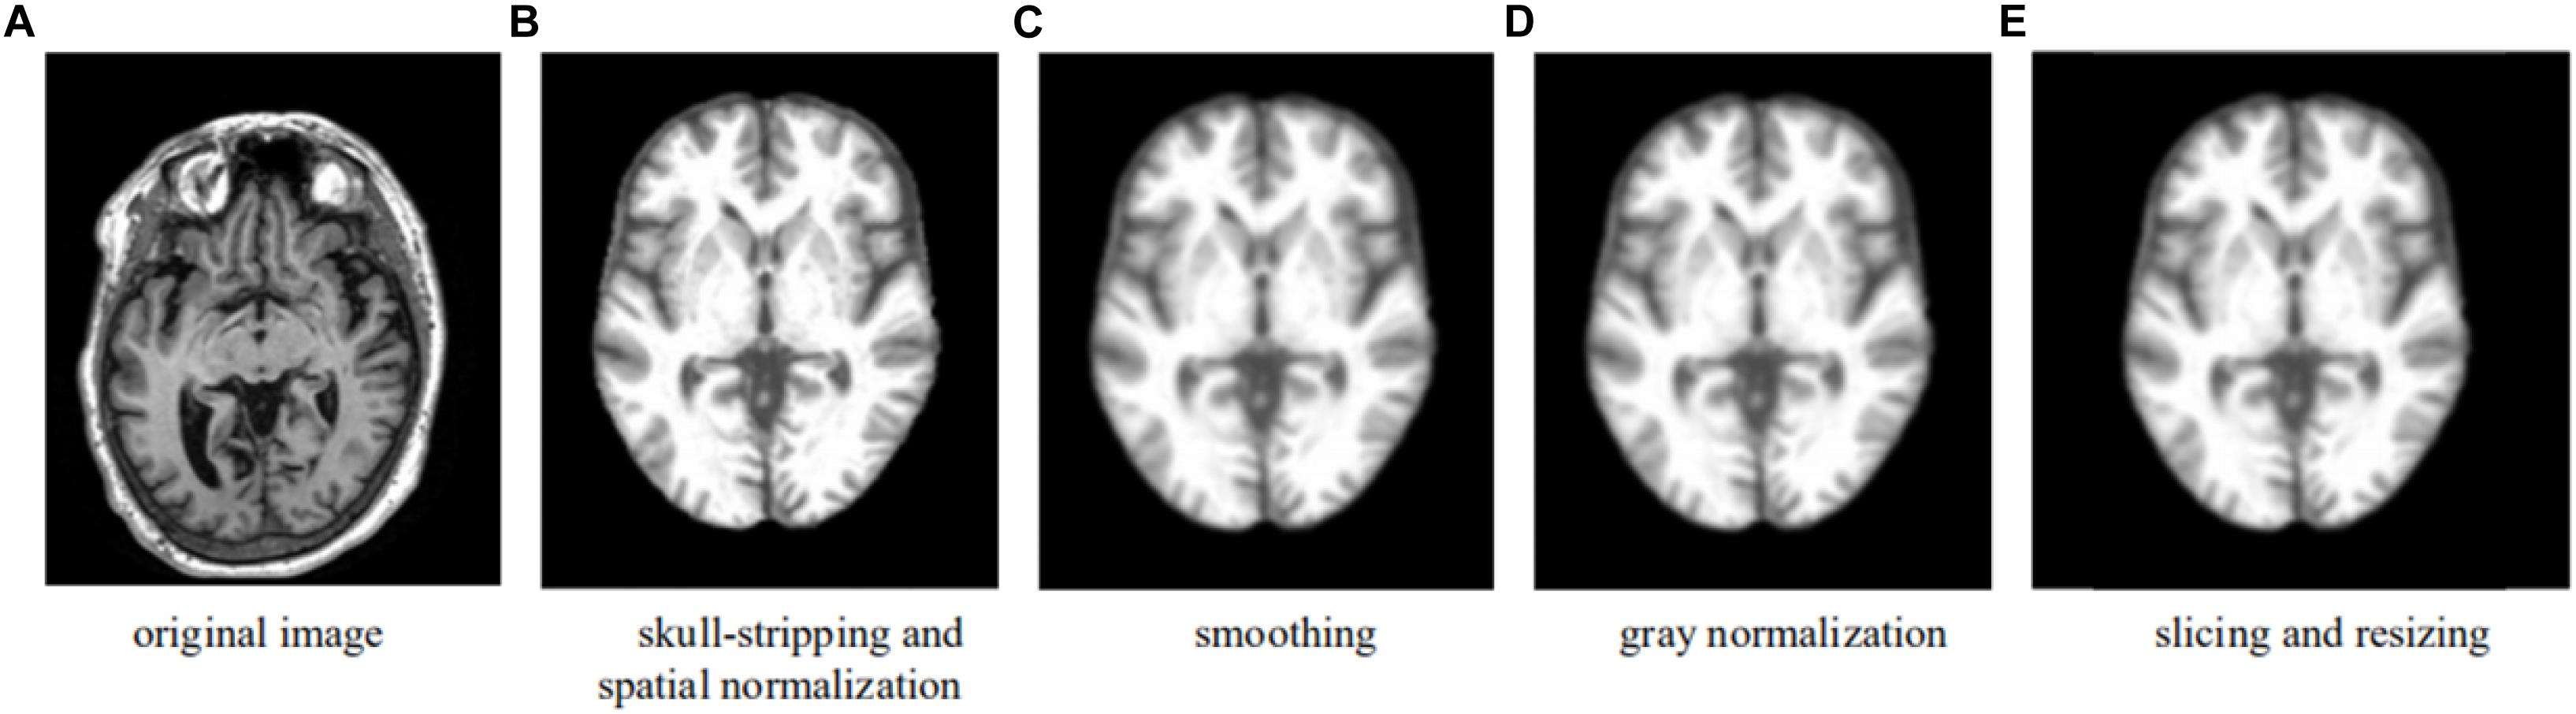 A
B
C
D
E
original image
skull-stripping and
spatial normalization
smoothing
gray normalization
slicing and resizing